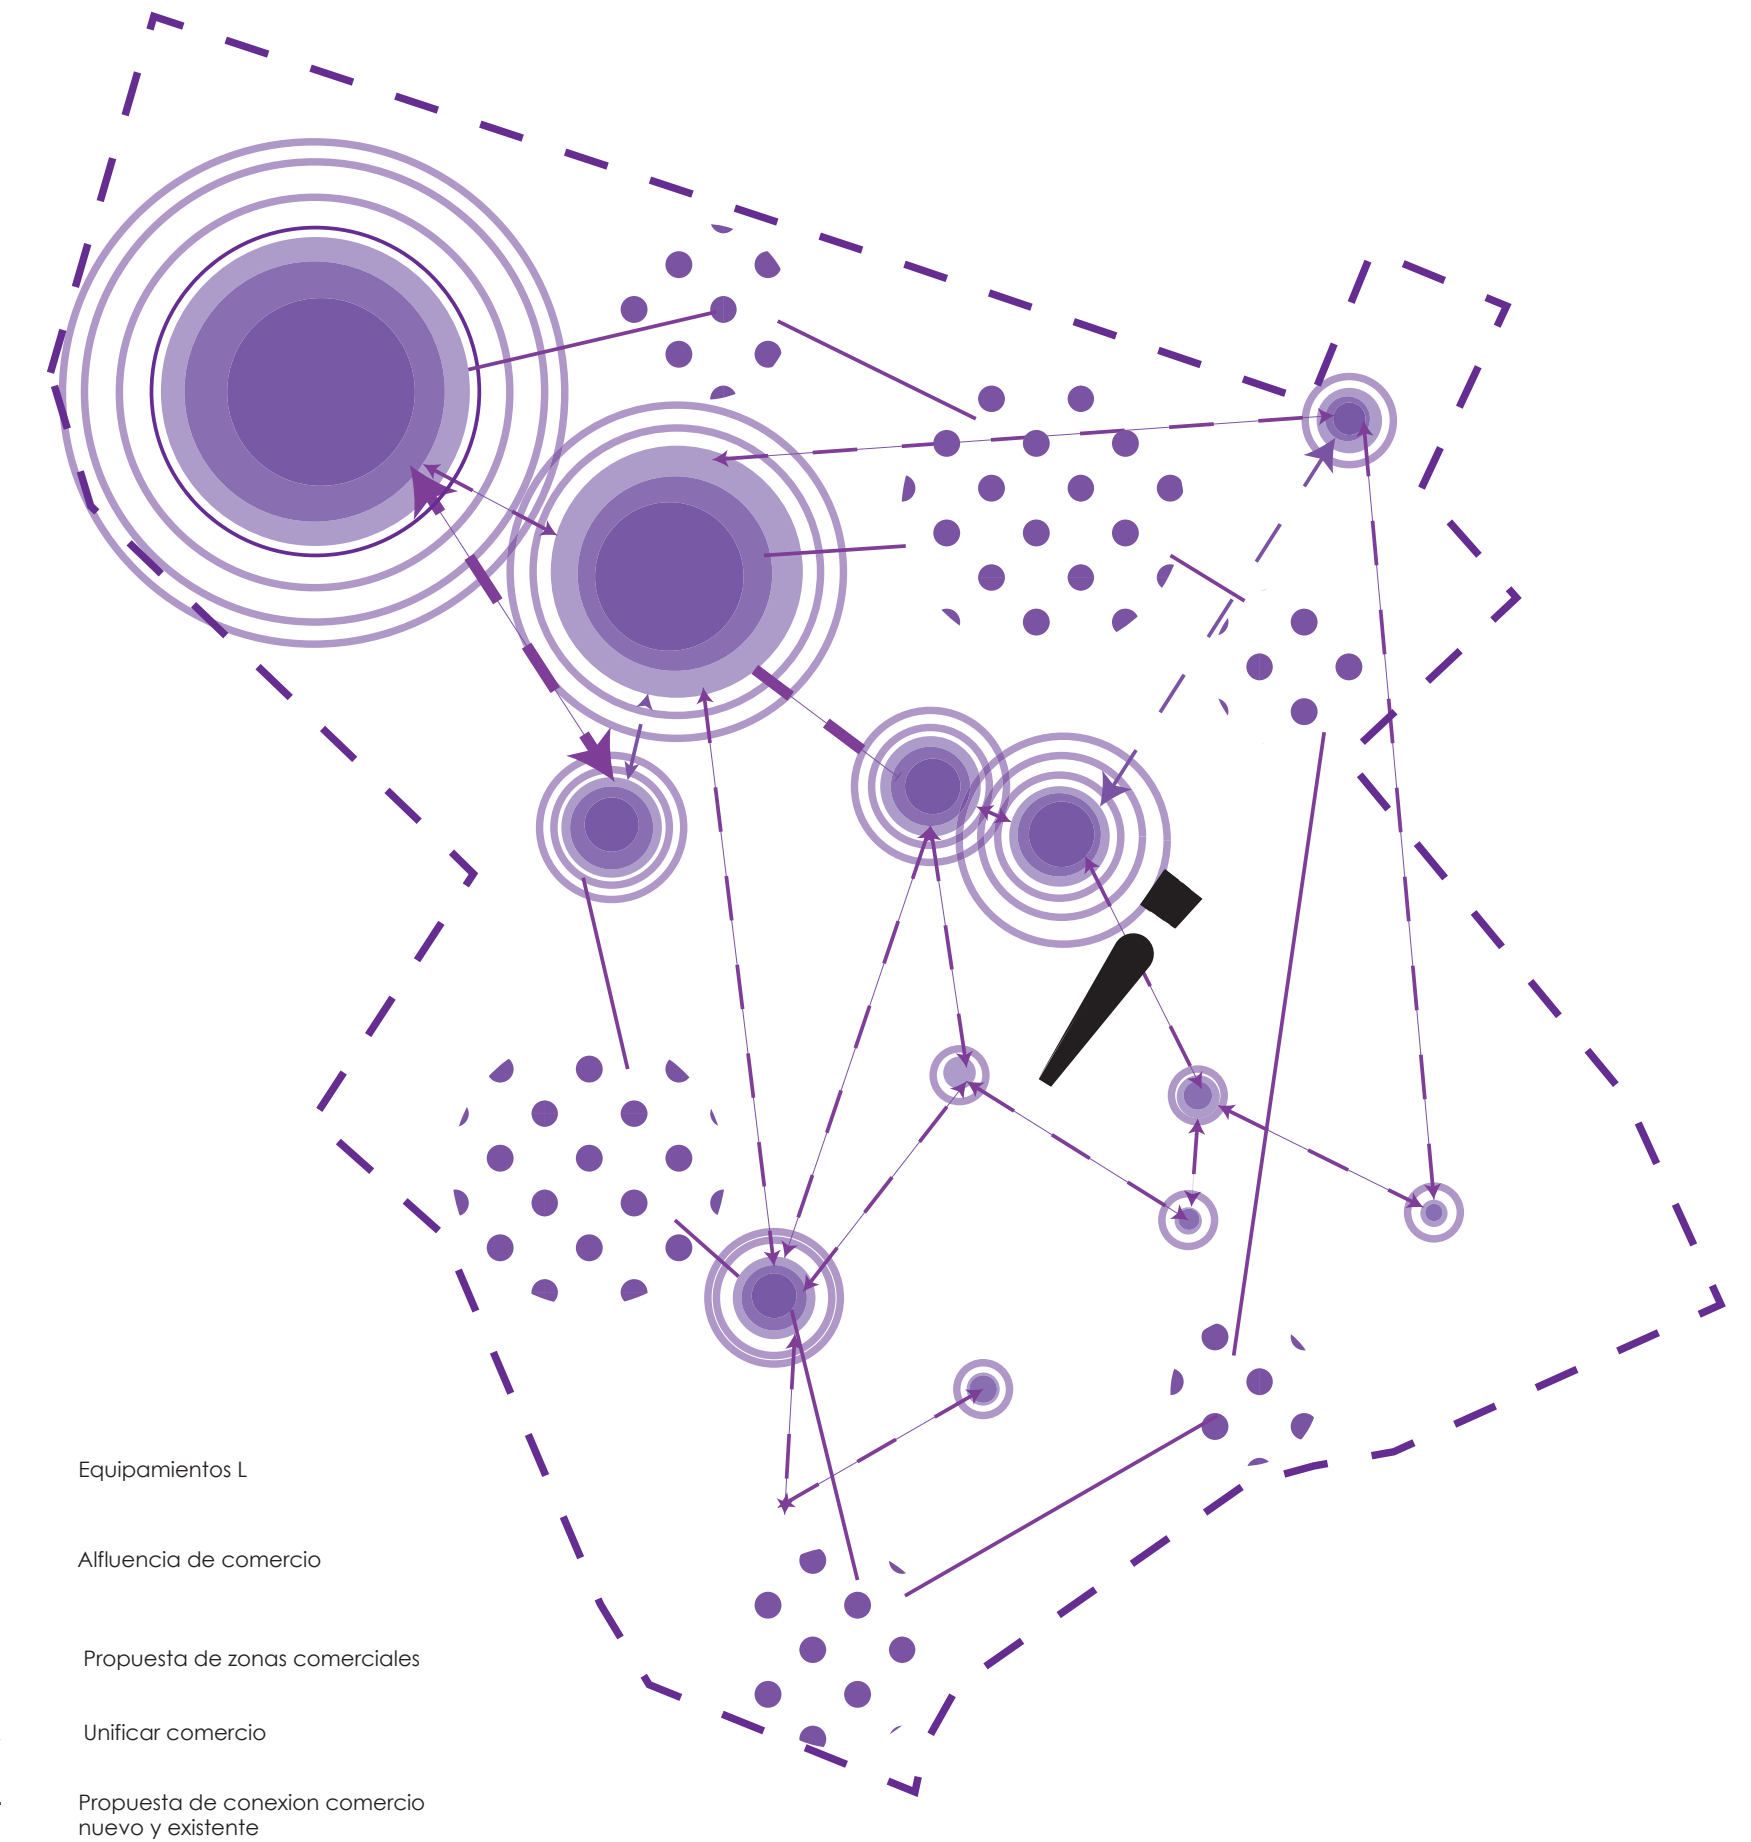 Equipamientos L
Alfluencia de comercio
Propuesta de zonas comerciales
Unificar comercio
Propuesta de conexion comercio
nuevo y existente